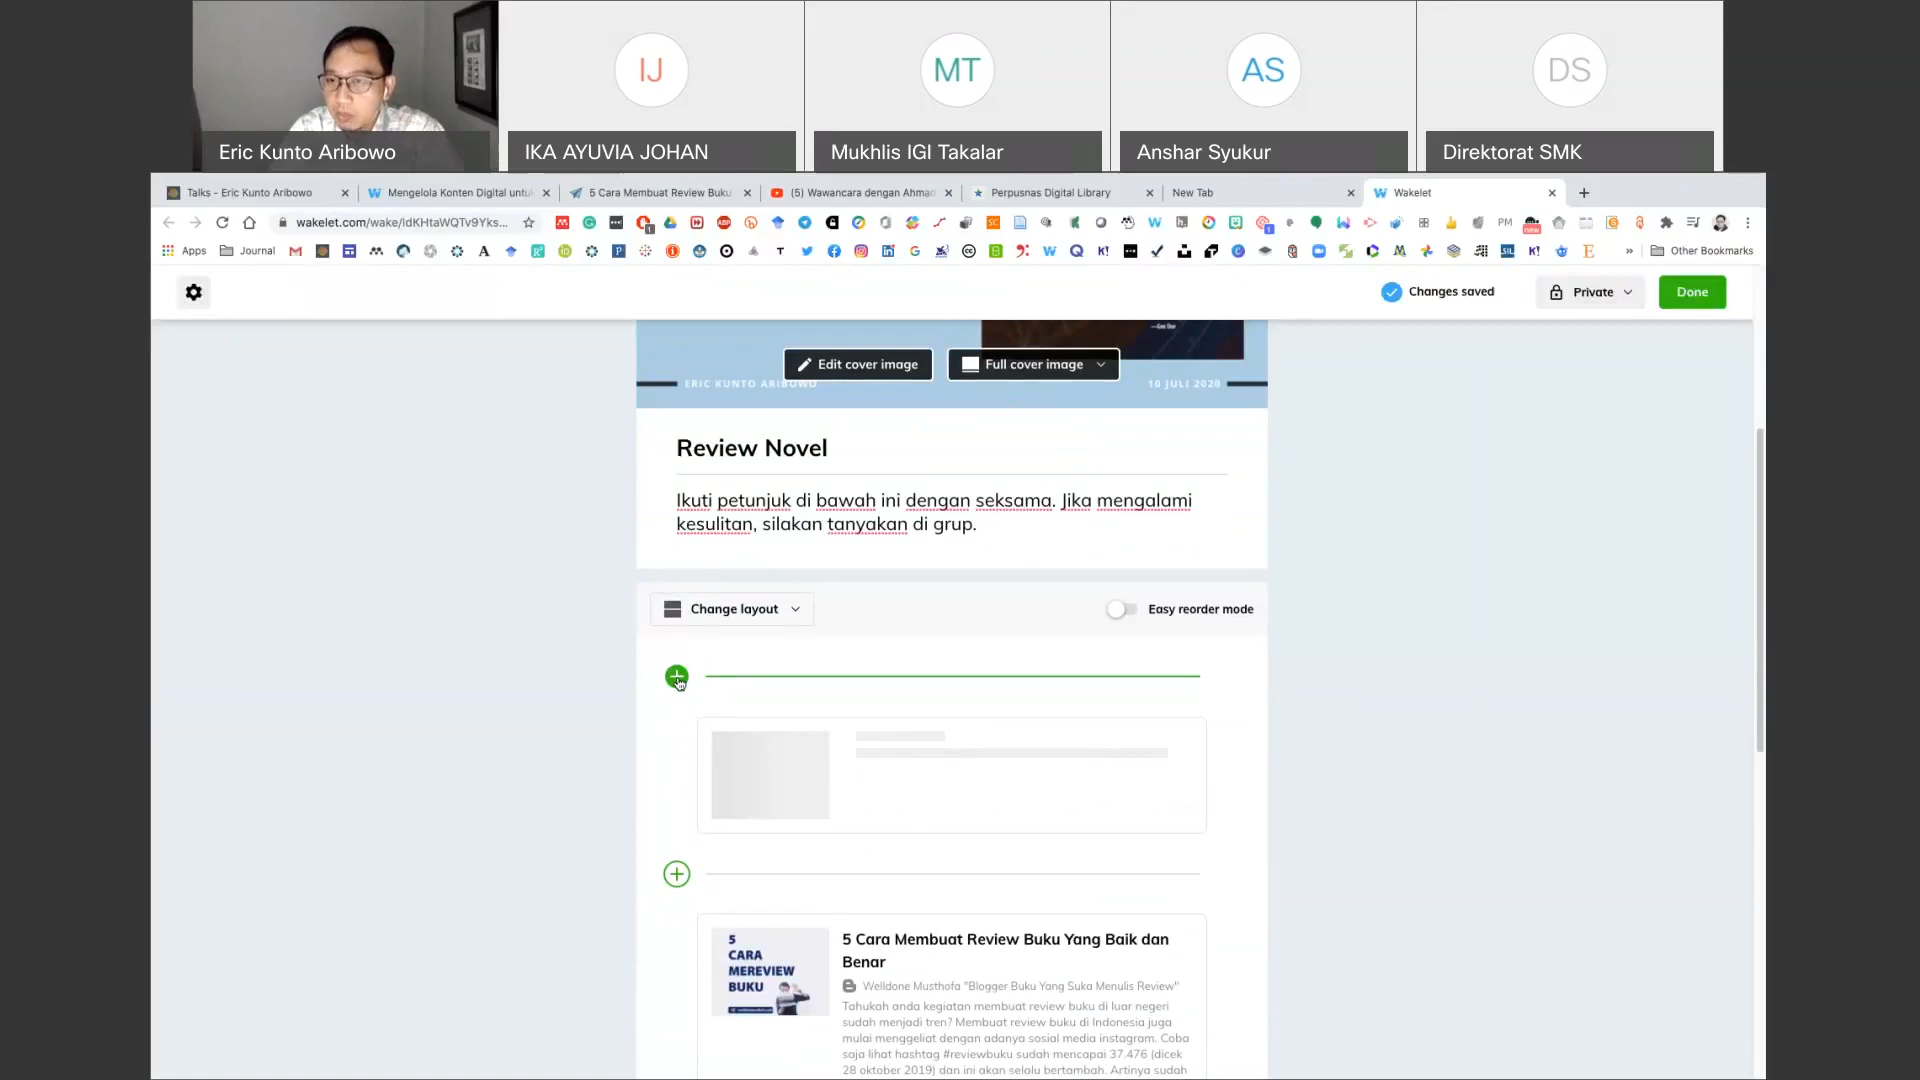 IJ
MT
AS
DS
Eric Kunto Aribowo
IKA AYUVIA JOHAN
Mukhlis IGI Takalar
Anshar Syukur
Direktorat SMK
Talks - Eric Kunto Aribowo
Mengelola Konten Digital untu
5 Cara Membuat Review Buku
(5) Wawancara dengan Ahmad
Perpusnas Digital Library
New Tab
Wakelet
wakelet.com/wake/ldKHtaWQTv9Yks...
Apps
Journal
Other Bookmarks
Changes saved
Private
Done
Edit cover image
Full cover image
ERIC KUNTO ARIBOWO
10 JULI 2020
Review Novel
Ikuti petunjuk di bawah ini dengan seksama. Jika mengalami
kesulitan, silakan tanyakan di grup.
Change layout
Easy reorder mode
5
CARA
MEREVIEW
BUKU
5 Cara Membuat Review Buku Yang Baik dan
Benar
Welldone Musthofa "Blogger Buku Yang Suka Menulis Review"
Tahukah anda kegiatan membuat review buku di luar negeri
sudah menjadi tren? Membuat review buku di Indonesia juga
mulai menggeliat dengan adanya sosial media instagram. Coba
saja lihat hashtag #reviewbuku sudah mencapai 37.476 (dicek
28 oktober 2019) dan ini akan selalu bertambah. Artinya sudah